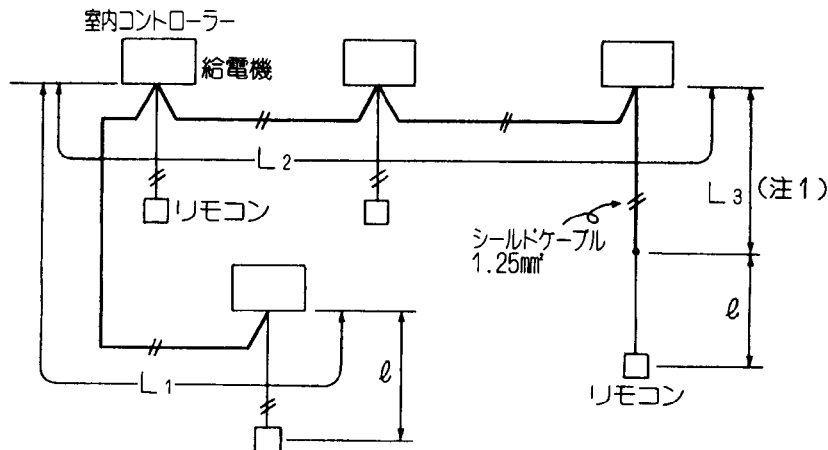 室内コントローラー
給電機
L2
L3(注1)
リモコン
シールドケーブル
1.25mm²
ℓ
L1
ℓ
リモコン